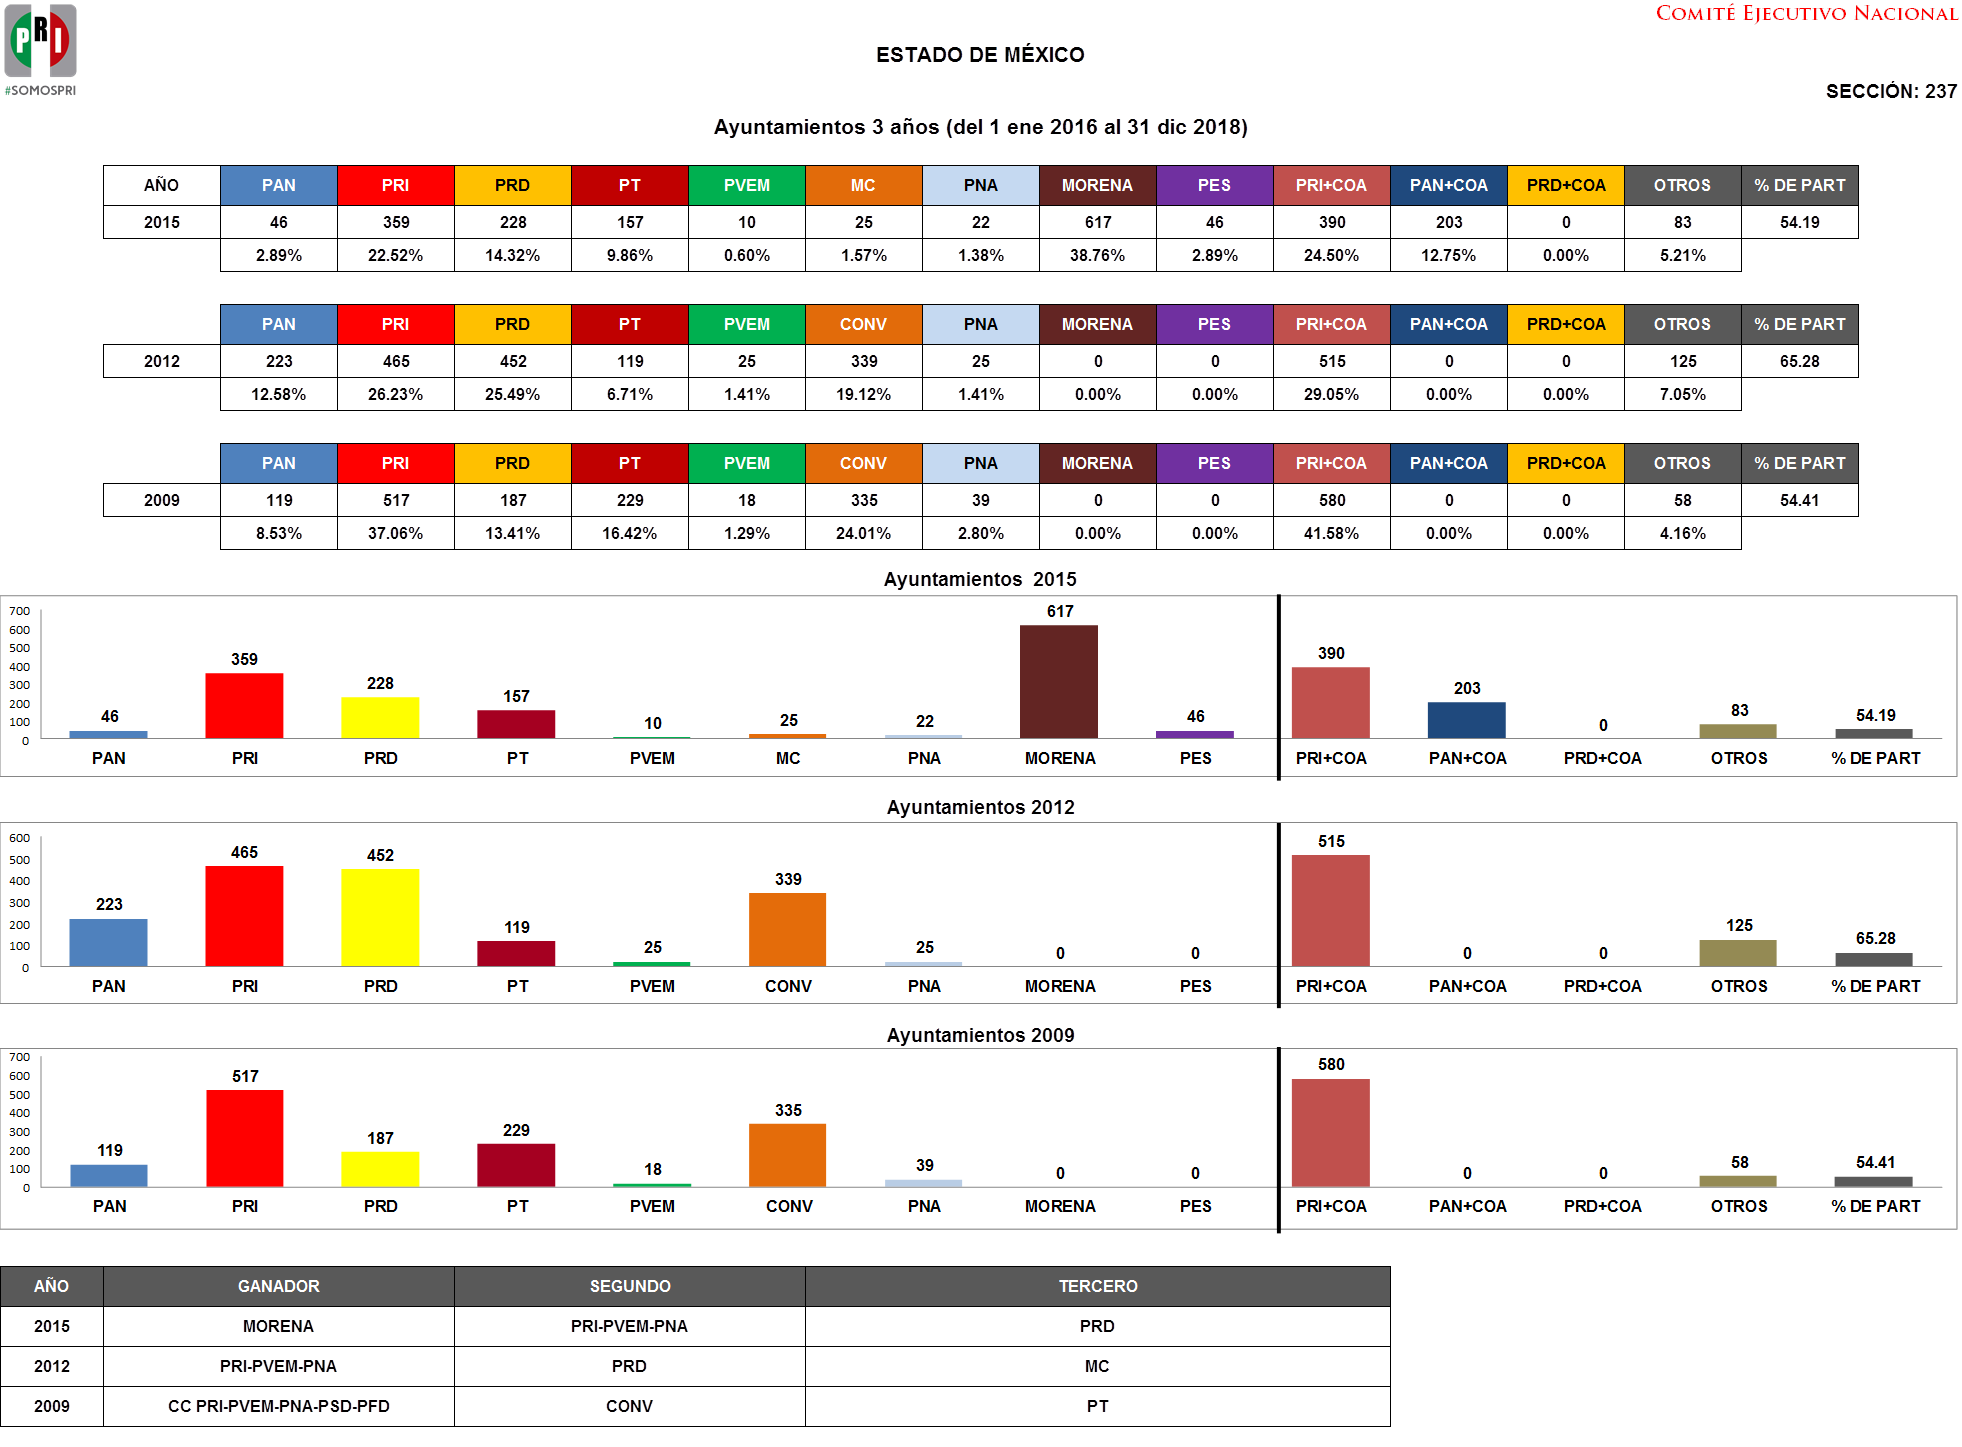 PRI
#SOMOSPRI
COMITÉ EJECUTIVO NACIONAL
ESTADO DE MÉXICO
SECCIÓN: 237
Ayuntamientos 3 años (del 1 ene 2016 al 31 dic 2018)
AÑO PAN PRI PRD PT PVEM MC PNA MORENA PES PRI+COA PAN+COA PRD+COA OTROS % DE PART
2015 46 359 228 157 10 25 22 617 46 390 203 0 83 54.19
2.89% 22.52% 14.32% 9.86% 0.60% 1.57% 1.38% 38.76% 2.89% 24.50% 12.75% 0.00% 5.21%
PAN PRI PRD PT PVEM CONV PNA MORENA PES PRI+COA PAN+COA PRD+COA OTROS % DE PART
2012 223 465 452 119 25 339 25 0 0 515 0 0 125 65.28
12.58% 26.23% 25.49% 6.71% 1.41% 19.12% 1.41% 0.00% 0.00% 29.05% 0.00% 0.00% 7.05%
PAN PRI PRD PT PVEM CONV PNA MORENA PES PRI+COA PAN+COA PRD+COA OTROS % DE PART
2009 119 517 187 229 18 335 39 0 0 580 0 0 58 54.41
8.53% 37.06% 13.41% 16.42% 1.29% 24.01% 2.80% 0.00% 0.00% 41.58% 0.00% 0.00% 4.16%
Ayuntamientos 2015
700
600
500
400
300
200
100
0
46 359 228 157 10 25 22 617 46 390 203 0 83 54.19
PAN PRI PRD PT PVEM MC PNA MORENA PES PRI+COA PAN+COA PRD+COA OTROS % DE PART
Ayuntamientos 2012
600
500
400
300
200
100
0
223 465 452 119 25 339 25 0 0 515 0 0 125 65.28
PAN PRI PRD PT PVEM CONV PNA MORENA PES PRI+COA PAN+COA PRD+COA OTROS % DE PART
Ayuntamientos 2009
700
600
500
400
300
200
100
0
119 517 187 229 18 335 39 0 0 580 0 0 58 54.41
PAN PRI PRD PT PVEM CONV PNA MORENA PES PRI+COA PAN+COA PRD+COA OTROS % DE PART
AÑO GANADOR SEGUNDO TERCERO
2015 MORENA PRI-PVEM-PNA PRD
2012 PRI-PVEM-PNA PRD MC
2009 CC PRI-PVEM-PNA-PSD-PFD CONV PT